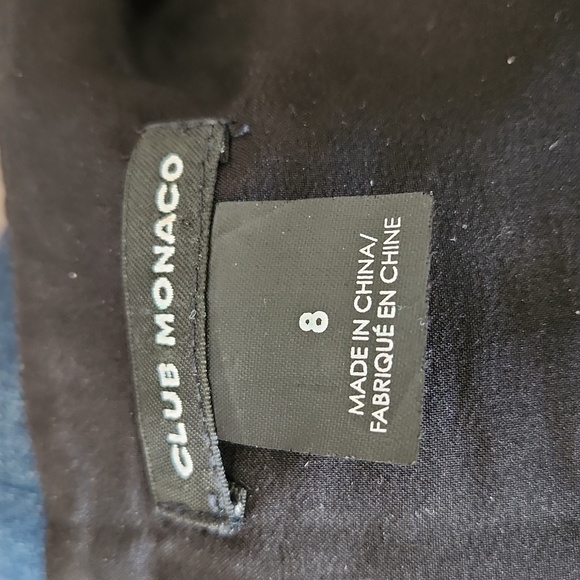 CLUB MONACO
8
MADE IN CHINA/
FABRIQUÉ EN CHINE